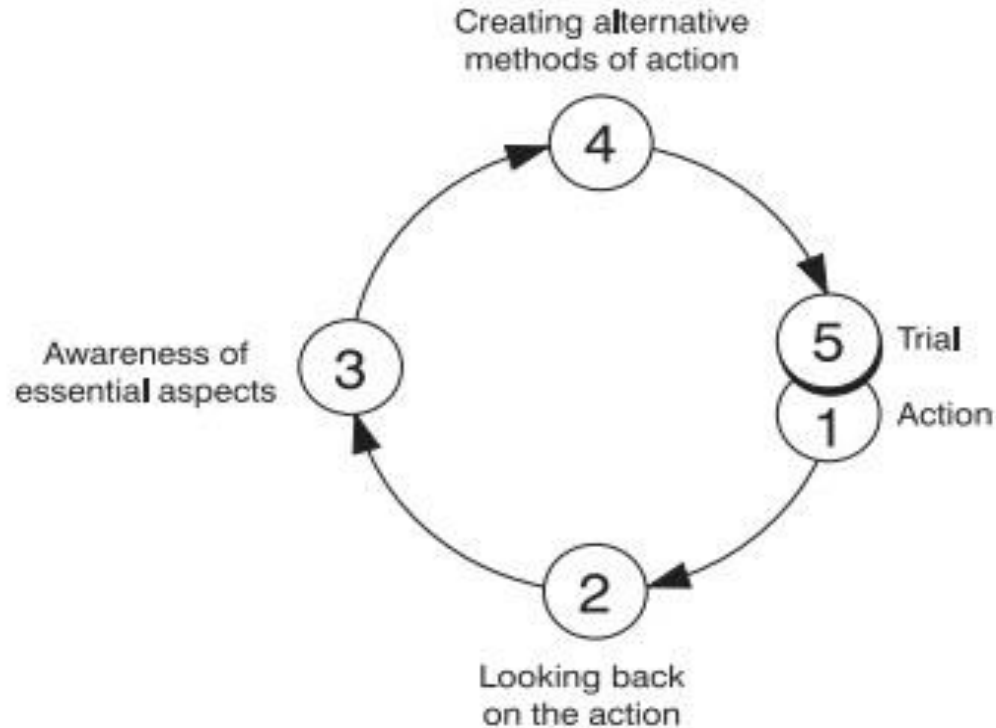 Creating alternative
methods of action
4
5
Trial
Awareness of
essential aspects
3
1
Action
2
Looking back
on the action